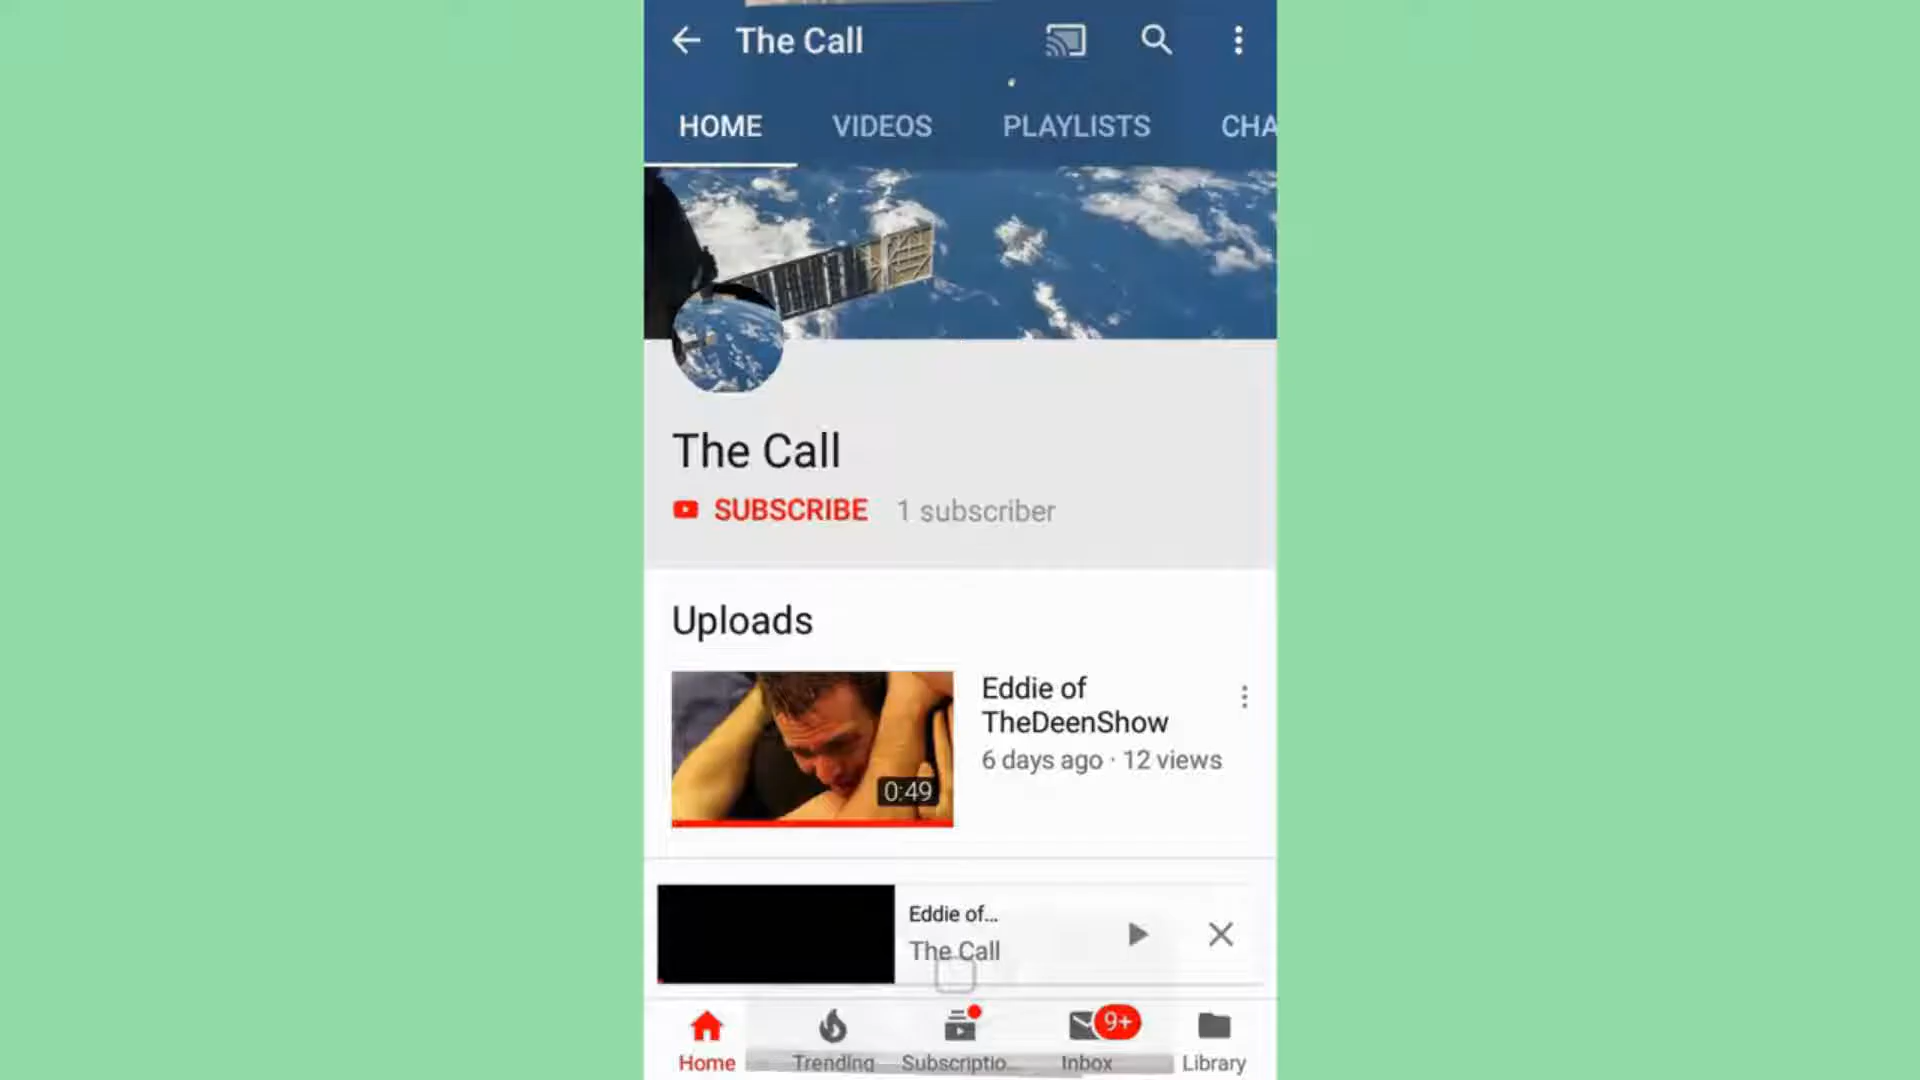 The Call
HOME VIDEOS PLAYLISTS CHA
The Call
SUBSCRIBE 1 subscriber
Uploads
Eddie of
TheDeenShow
6 days ago · 12 views
0:49
Eddie of...
The Call
9+
Home Trending Subscriptio... Inbox Library